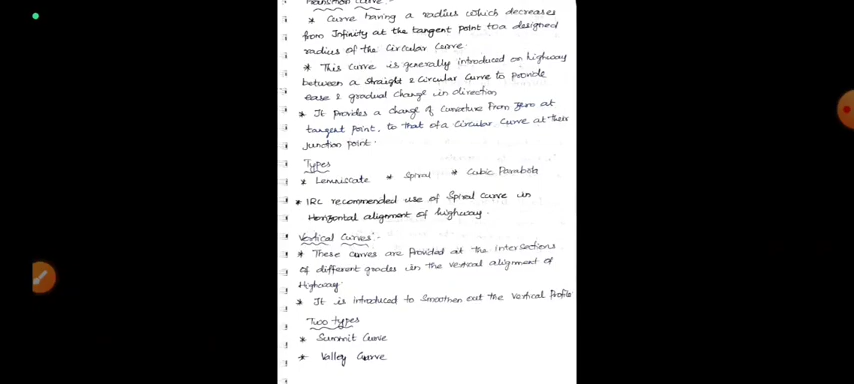 Transition Curve:-
* Curve having a radius which decreases
from Infinity at the tangent point to a designed
radius of the Circular Curve.
* This Curve is generally introduced on highway
between a straight & Circular Curve to provide
ease & gradual change in direction
* It provides a change of Curvature from zero at
tangent point, to that of a Circular Curve at their
junction point.
Types
* Lemniscate * Spiral * Cubic Parabola
* IRC recommended use of Spiral curve in
Horizontal alignment of highway.
Vertical Curves:-
* These curves are Provided at the intersections
of different grades in the vertical alignment of
Highway.
* It is introduced to Smoothen out the Vertical Profile
Two types
* Summit Curve
* Valley Curve